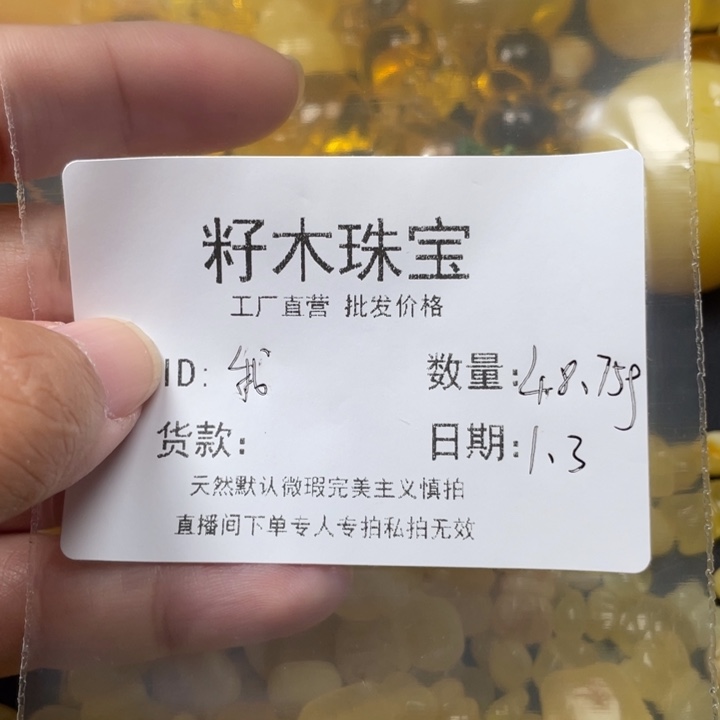 籽木珠宝
工厂直营 批发价格
ID: 我 数量: 48.75g
货款: 日期: 1.3
天然默认微瑕完美主义慎拍
直播间下单专人专拍私拍无效